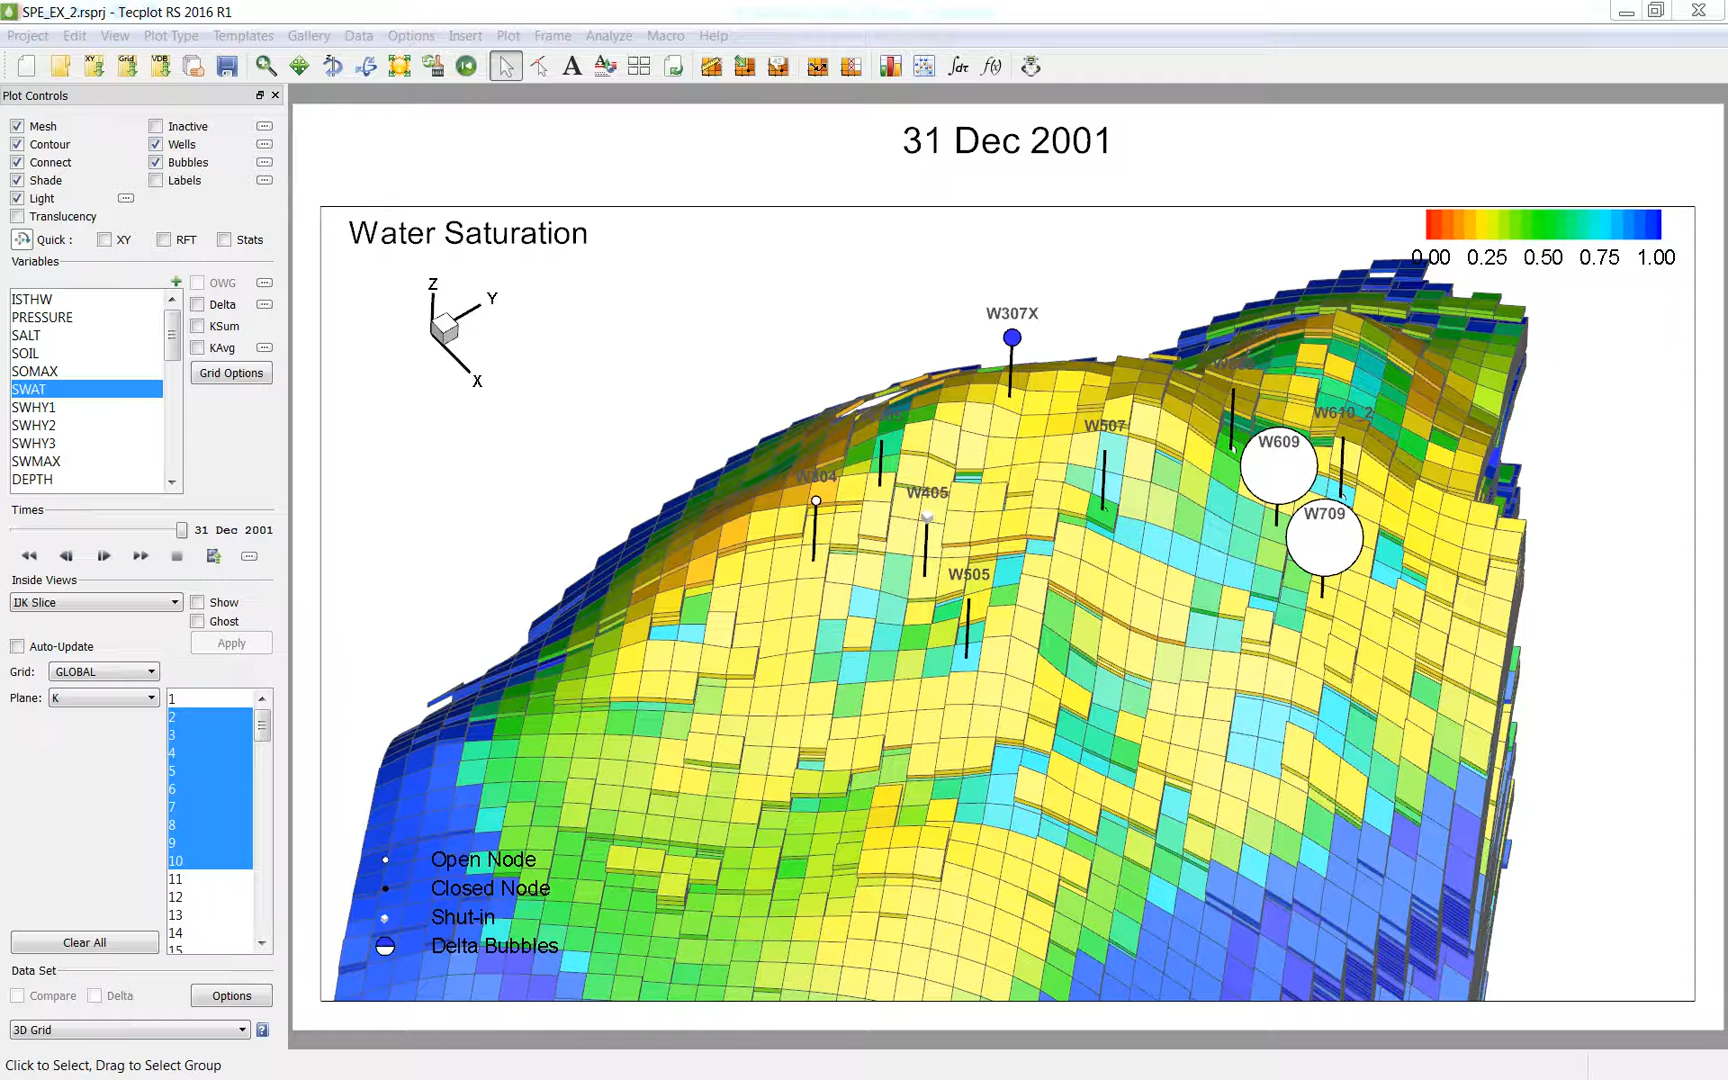 SPE_EX_2.rsprj - Tecplot RS 2016 R1
Project Edit View Plot Type Templates Gallery Data Options Insert Plot Frame Analyze Macro Help
Plot Controls
Mesh Inactive
Contour Wells
Connect Bubbles
Shade Labels
Light
Translucency
Quick : XY RFT Stats
Variables
ISTHW OWG
PRESSURE Delta
SALT KSum
SOIL KAvg
SOMAX Grid Options
SWAT
SWHY1
SWHY2
SWHY3
SWMAX
DEPTH
Times
31 Dec 2001
Inside Views
IJK Slice Show
Ghost
Auto-Update Apply
Grid: GLOBAL
Plane: K
1
2
3
4
5
6
7
8
9
10
11
12
13
14
15
Clear All
Data Set
Compare Delta Options
3D Grid
Click to Select, Drag to Select Group
31 Dec 2001
Water Saturation
0.00 0.25 0.50 0.75 1.00
Z
Y
X
W307X
W610_2
W507
W609
W304
W405
W709
W505
Open Node
Closed Node
Shut-in
Delta Bubbles